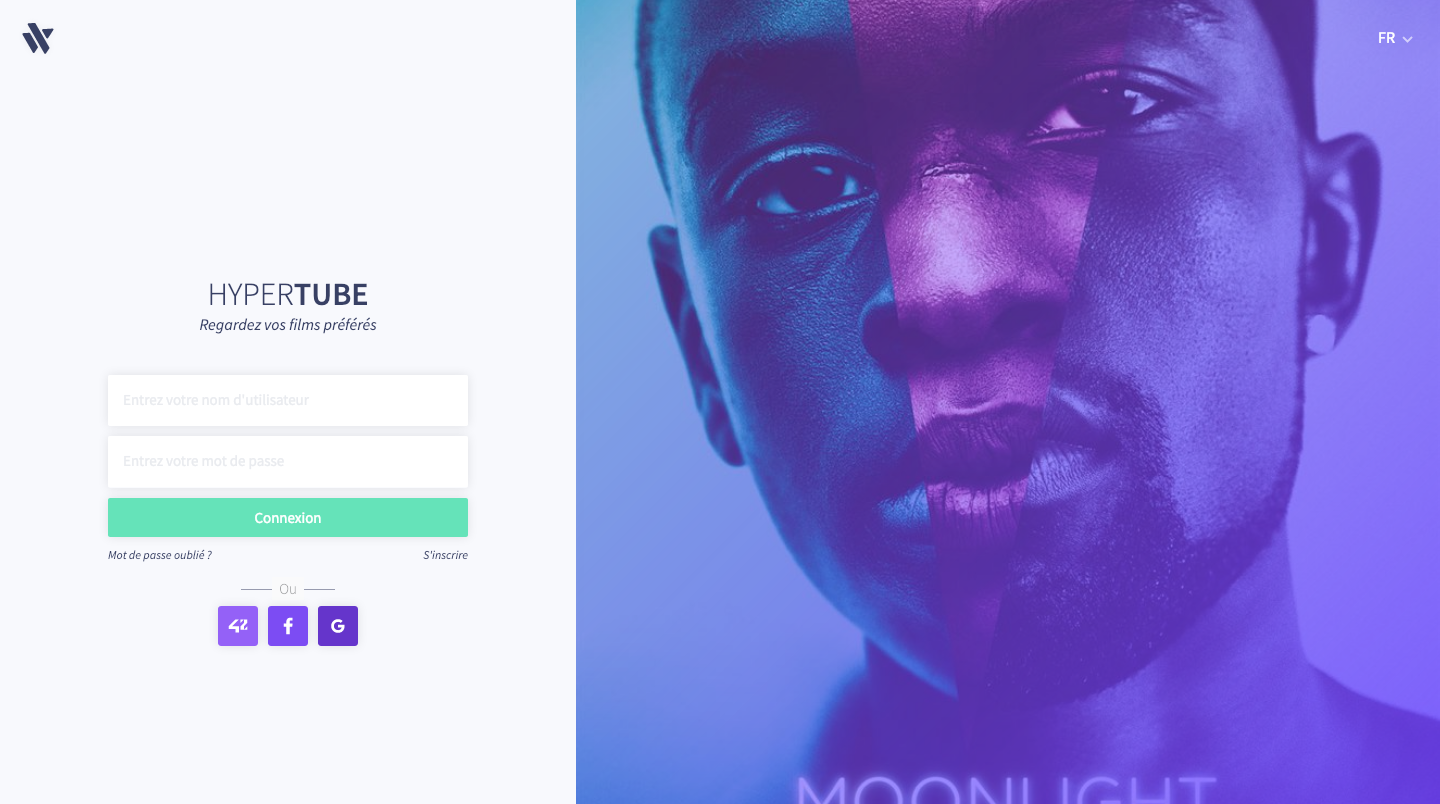 FR
HYPERTUBE
Regardez vos films préférés
Entrez votre nom d'utilisateur
Entrez votre mot de passe
Connexion
Mot de passe oublié ? S'inscrire
Ou
42 f G
MOONLIGHT